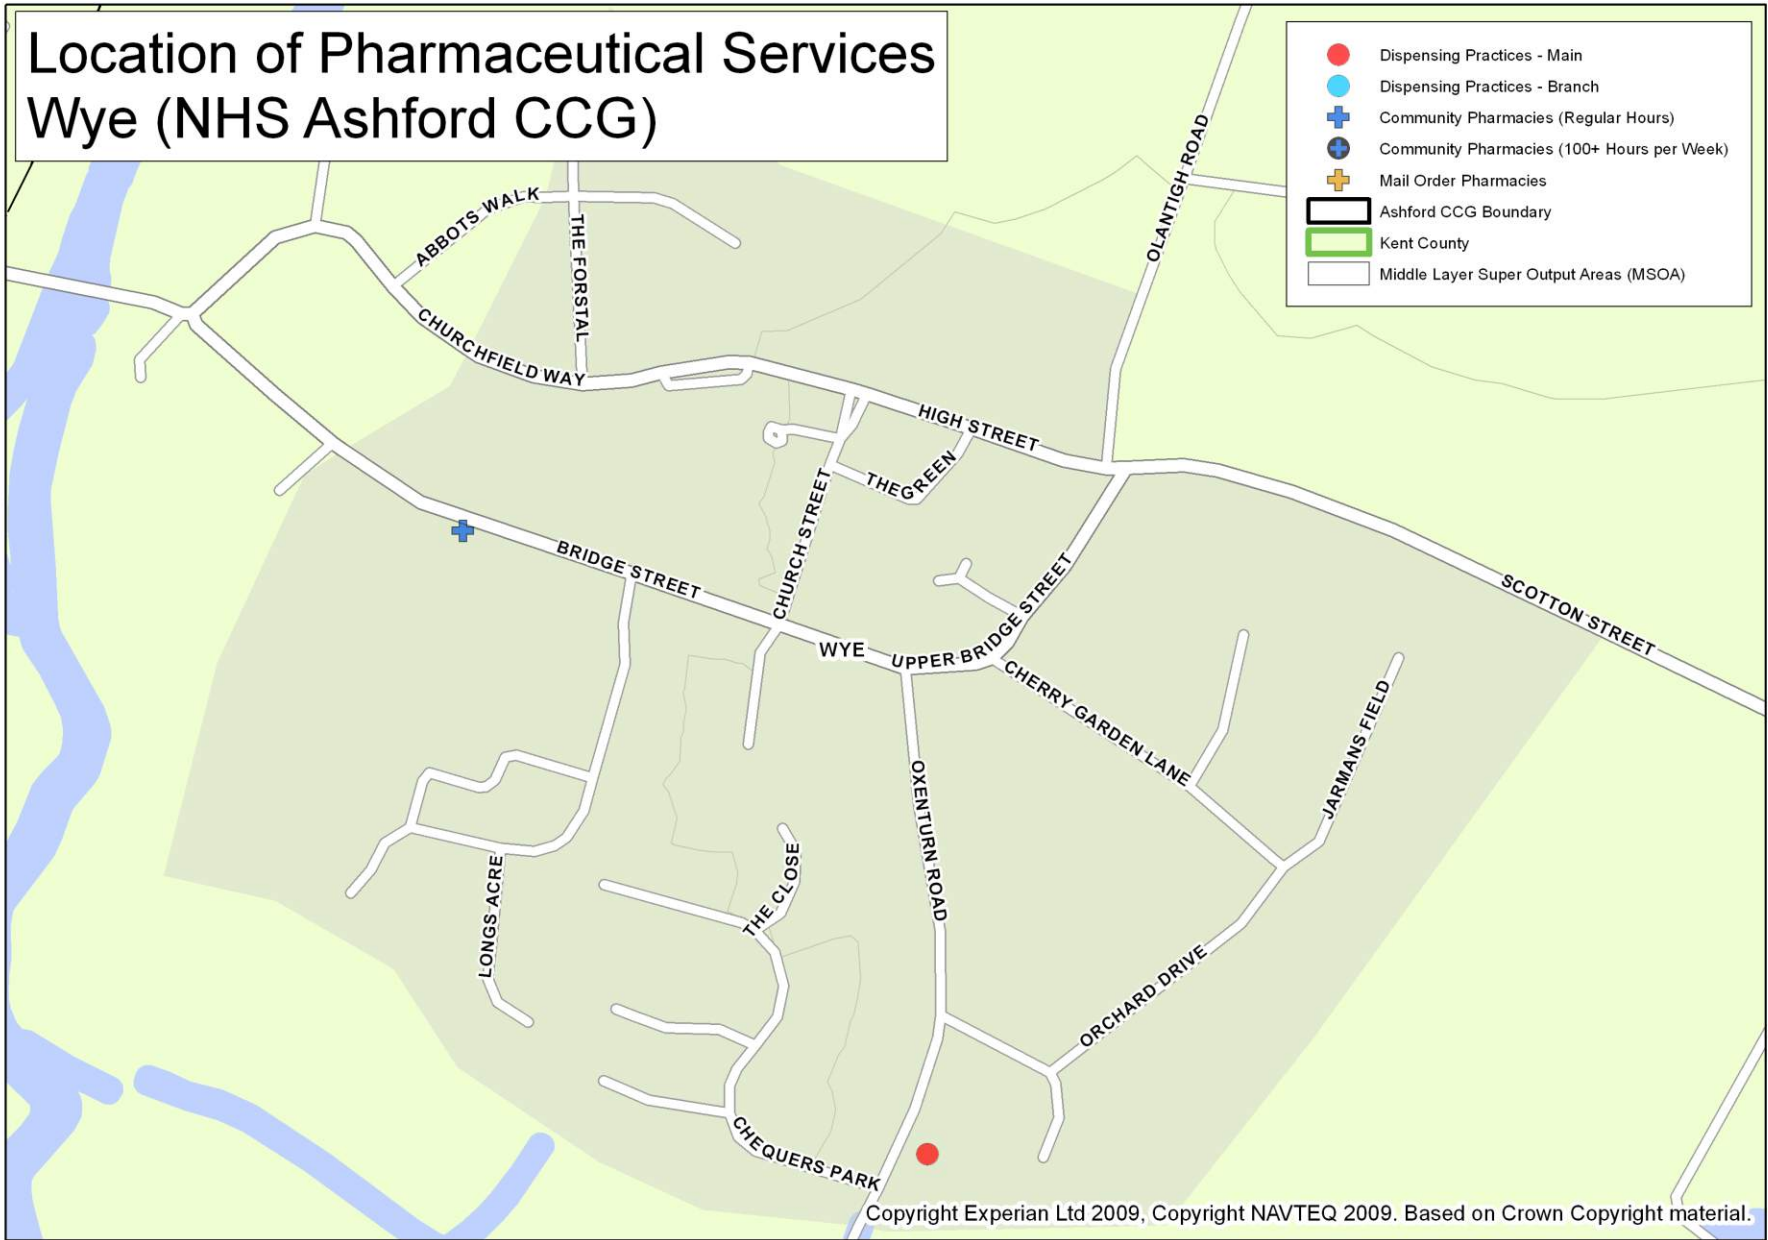 Location of Pharmaceutical Services
Wye (NHS Ashford CCG)
Dispensing Practices - Main
Dispensing Practices - Branch
Community Pharmacies (Regular Hours)
Community Pharmacies (100+ Hours per Week)
Mail Order Pharmacies
Ashford CCG Boundary
Kent County
Middle Layer Super Output Areas (MSOA)
OLANTIGH ROAD
ABBOTS WALK
THE FORSTAL
CHURCHFIELD WAY
HIGH STREET
THEGREEN
CHURCH STREET
BRIDGE STREET
WYE
UPPER BRIDGE STREET
SCOTTON STREET
CHERRY GARDEN LANE
JARMANS FIELD
OXENTURN ROAD
LONGS ACRE
THE CLOSE
ORCHARD DRIVE
CHEQUERS PARK
Copyright Experian Ltd 2009, Copyright NAVTEQ 2009. Based on Crown Copyright material.